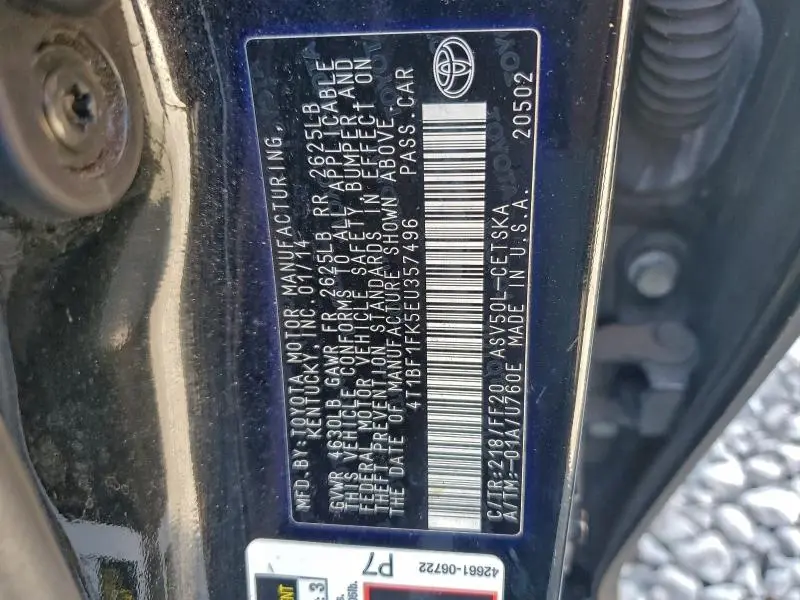 MFD.BY:TOYOTA MOTOR MANUFACTURING,
KENTUCKY,INC. 01/14
GVWR 4630LB GAWR FR 2625LB RR 2625LB
THIS VEHICLE CONFORMS TO ALL APPLICABLE
FEDERAL MOTOR VEHICLE SAFETY, BUMPER AND
THEFT PREVENTION STANDARDS IN EFFECT ON
THE DATE OF MANUFACTURE SHOWN ABOVE.
4T1BF1FK5EU357496 PASS.CAR
C/TR:218/FF20 ASV50L-CETSKA 20502
A/TM:-01A/U760E MADE IN U.S.A.
42661-06722
P7